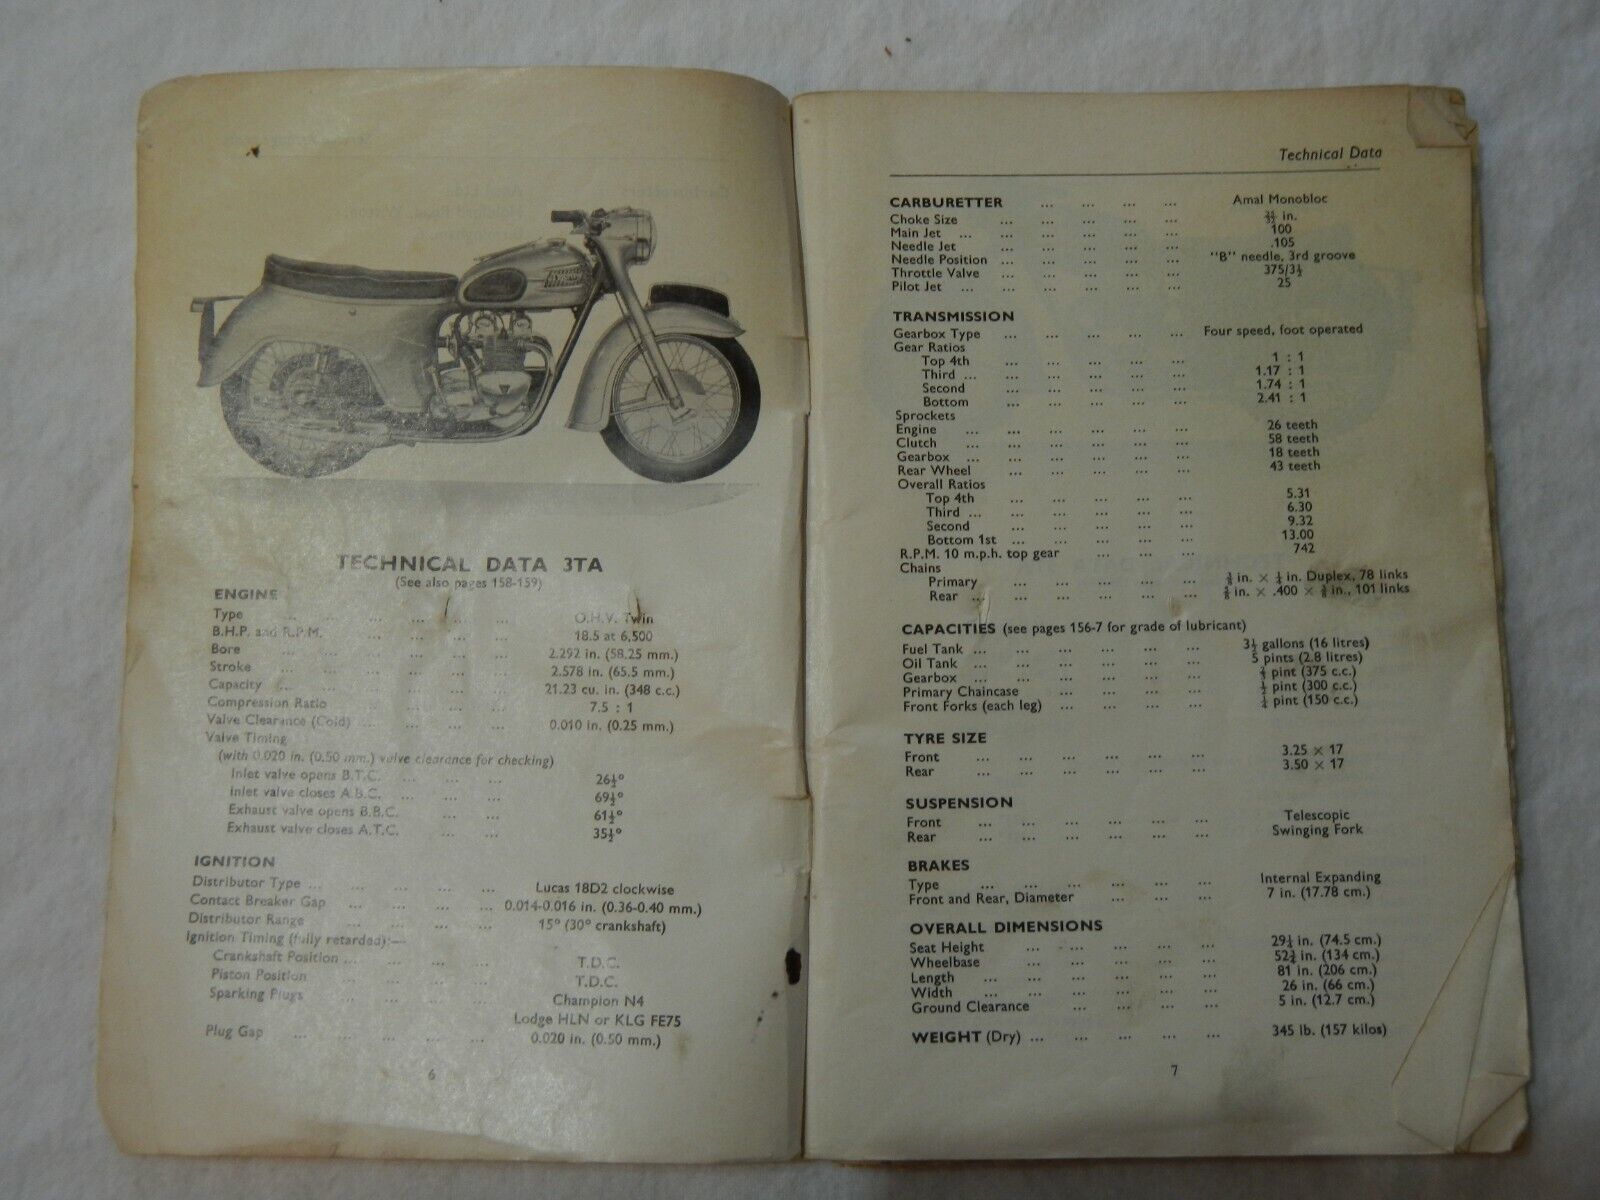 TECHNICAL DATA 3TA
(See also pages 158-159)
ENGINE
Type ... ... ... ... ... ... O.H.V. Twin
B.H.P. and R.P.M. ... ... ... ... 18.5 at 6,500
Bore ... ... ... ... ... 2.292 in. (58.25 mm.)
Stroke ... ... ... ... ... 2.578 in. (65.5 mm.)
Capacity ... ... ... ... ... 21.23 cu. in. (348 c.c.)
Compression Ratio ... ... ... ... 7.5 : 1
Valve Clearance (Cold) ... ... ... ... 0.010 in. (0.25 mm.)
Valve Timing
(with 0.020 in. (0.50 mm.) valve clearance for checking)
Inlet valve opens B.T.C. ... ... ... 26½°
Inlet valve closes A.B.C. ... ... ... 69½°
Exhaust valve opens B.B.C. ... ... 61½°
Exhaust valve closes A.T.C. ... ... 35½°
IGNITION
Distributor Type ... ... ... ... ... Lucas 18D2 clockwise
Contact Breaker Gap ... ... ... ... 0.014-0.016 in. (0.36-0.40 mm.)
Distributor Range ... ... ... ... 15° (30° crankshaft)
Ignition Timing (fully retarded):—
Crankshaft Position ... ... ... ... T.D.C.
Piston Position ... ... ... ... T.D.C.
Sparking Plugs ... ... ... ... Champion N4
Lodge HLN or KLG FE75
Plug Gap ... ... ... ... ... 0.020 in. (0.50 mm.)
6
Technical Data
CARBURETTER ... ... ... ... Amal Monobloc
Choke Size ... ... ... ... ... 21/32 in.
Main Jet ... ... ... ... ... ... 100
Needle Jet ... ... ... ... ... .105
Needle Position ... ... ... ... ... "B" needle, 3rd groove
Throttle Valve ... ... ... ... ... 375/3½
Pilot Jet ... ... ... ... ... ... 25
TRANSMISSION
Gearbox Type ... ... ... ... ... Four speed, foot operated
Gear Ratios
Top 4th ... ... ... ... ... 1 : 1
Third ... ... ... ... ... ... 1.17 : 1
Second ... ... ... ... ... 1.74 : 1
Bottom ... ... ... ... ... 2.41 : 1
Sprockets
Engine ... ... ... ... ... ... 26 teeth
Clutch ... ... ... ... ... ... 58 teeth
Gearbox ... ... ... ... ... ... 18 teeth
Rear Wheel ... ... ... ... ... 43 teeth
Overall Ratios
Top 4th ... ... ... ... ... 5.31
Third ... ... ... ... ... ... 6.30
Second ... ... ... ... ... 9.32
Bottom 1st ... ... ... ... ... 13.00
R.P.M. 10 m.p.h. top gear ... ... ... 742
Chains
Primary ... ... ... ... ... ⅜ in. × ¼ in. Duplex, 78 links
Rear ... ... ... ... ... ... ⅝ in. × .400 × ⅜ in., 101 links
CAPACITIES (see pages 156-7 for grade of lubricant)
Fuel Tank ... ... ... ... ... ... 3½ gallons (16 litres)
Oil Tank ... ... ... ... ... ... 5 pints (2.8 litres)
Gearbox ... ... ... ... ... ... pint (375 c.c.)
Primary Chaincase ... ... ... ... ½ pint (300 c.c.)
Front Forks (each leg) ... ... ... ... ¼ pint (150 c.c.)
TYRE SIZE
Front ... ... ... ... ... ... 3.25 × 17
Rear ... ... ... ... ... ... 3.50 × 17
SUSPENSION
Front ... ... ... ... ... ... Telescopic
Rear ... ... ... ... ... ... Swinging Fork
BRAKES
Type ... ... ... ... ... ... Internal Expanding
Front and Rear, Diameter ... ... ... 7 in. (17.78 cm.)
OVERALL DIMENSIONS
Seat Height ... ... ... ... ... 29¼ in. (74.5 cm.)
Wheelbase ... ... ... ... ... 52¾ in. (134 cm.)
Length ... ... ... ... ... ... 81 in. (206 cm.)
Width ... ... ... ... ... ... 26 in. (66 cm.)
Ground Clearance ... ... ... 5 in. (12.7 cm.)
WEIGHT (Dry) ... ... ... ... ... 345 lb. (157 kilos)
7